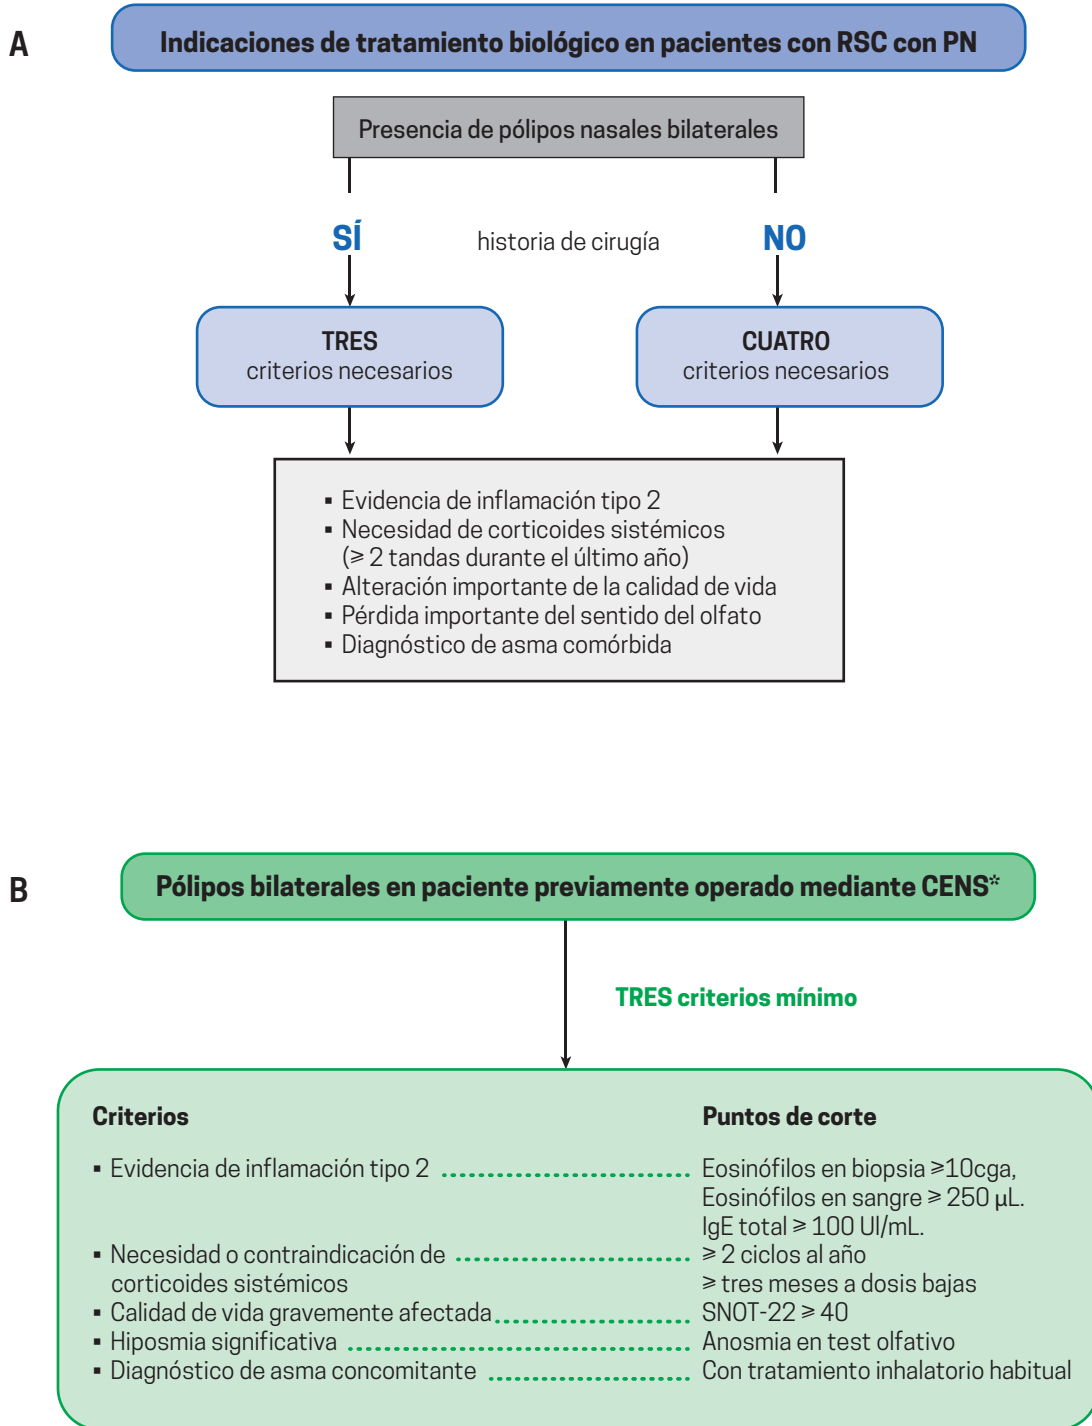 A
Indicaciones de tratamiento biológico en pacientes con RSC con PN
Presencia de pólipos nasales bilaterales
SÍ historia de cirugía NO
TRES
criterios necesarios
CUATRO
criterios necesarios
▪ Evidencia de inflamación tipo 2
▪ Necesidad de corticoides sistémicos
(≥ 2 tandas durante el último año)
▪ Alteración importante de la calidad de vida
▪ Pérdida importante del sentido del olfato
▪ Diagnóstico de asma comórbida
B
Pólipos bilaterales en paciente previamente operado mediante CENS*
TRES criterios mínimo
Criterios Puntos de corte
▪ Evidencia de inflamación tipo 2 Eosinófilos en biopsia ≥10cga,
Eosinófilos en sangre ≥ 250 µL.
IgE total ≥ 100 UI/mL.
▪ Necesidad o contraindicación de ≥ 2 ciclos al año
corticoides sistémicos ≥ tres meses a dosis bajas
▪ Calidad de vida gravemente afectada SNOT-22 ≥ 40
▪ Hiposmia significativa Anosmia en test olfativo
▪ Diagnóstico de asma concomitante Con tratamiento inhalatorio habitual